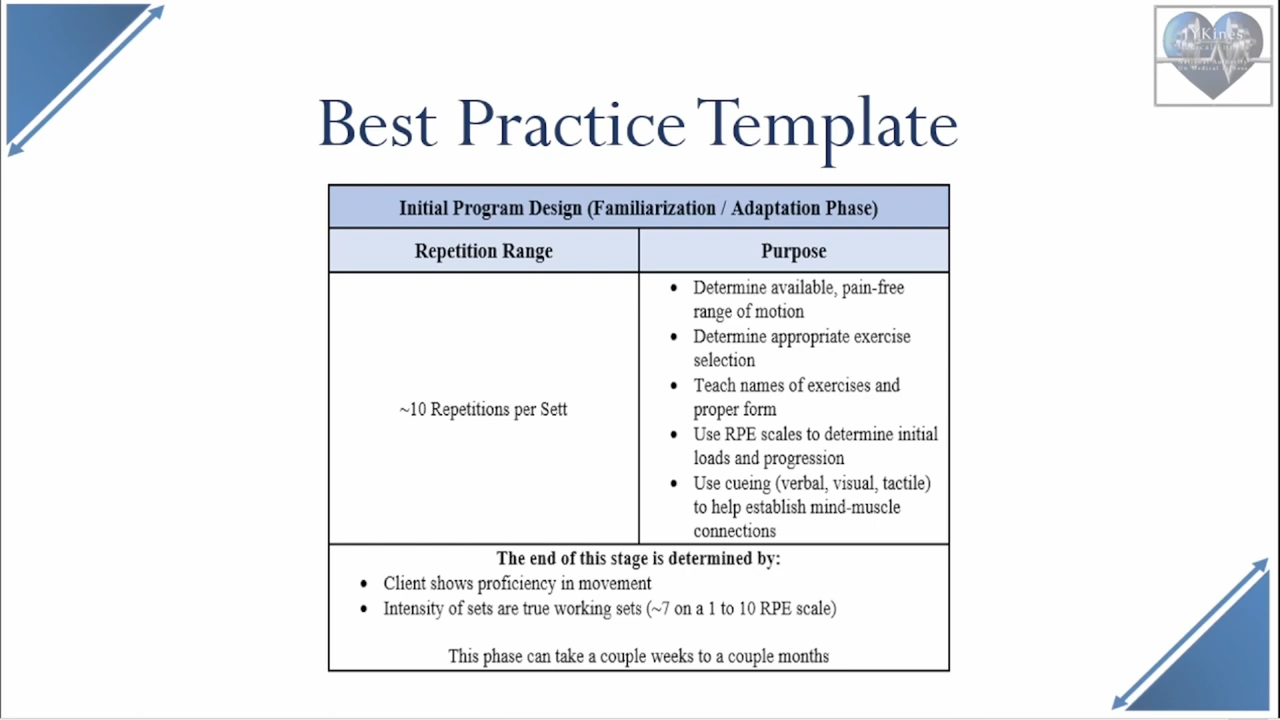 YKines
Best Practice Template
Initial Program Design (Familiarization / Adaptation Phase)
Repetition Range
Purpose
~10 Repetitions per Sett
• Determine available, pain-free
range of motion
• Determine appropriate exercise
selection
• Teach names of exercises and
proper form
• Use RPE scales to determine initial
loads and progression
• Use cueing (verbal, visual, tactile)
to help establish mind-muscle
connections
The end of this stage is determined by:
• Client shows proficiency in movement
• Intensity of sets are true working sets (~7 on a 1 to 10 RPE scale)
This phase can take a couple weeks to a couple months